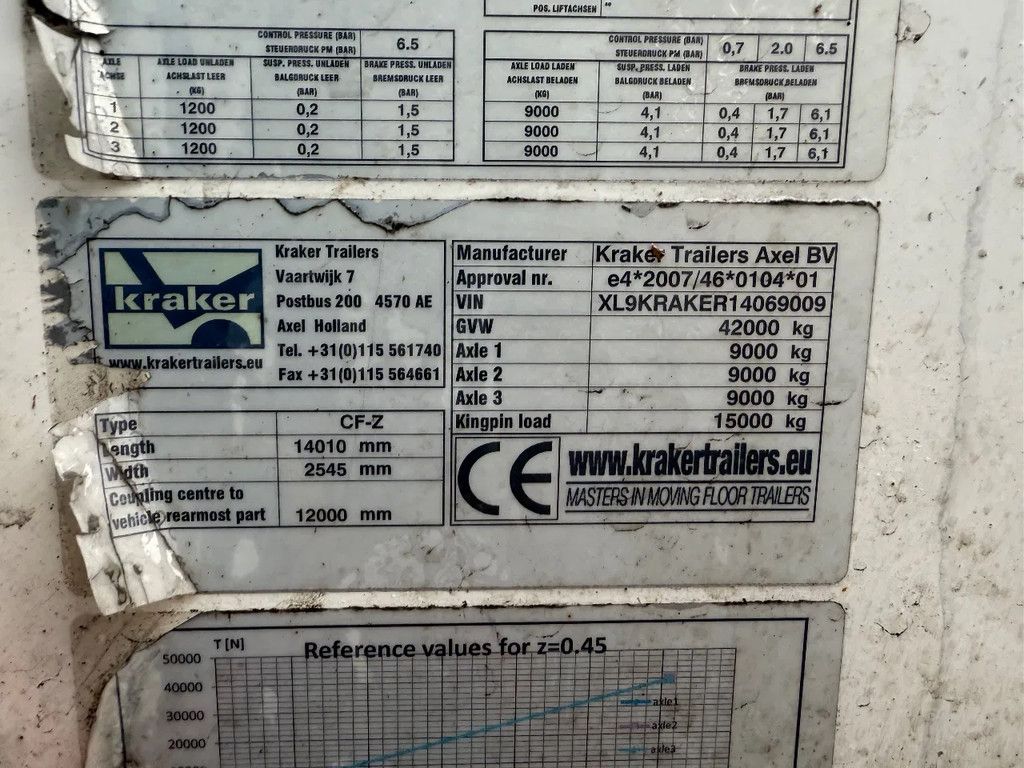 POS. LIFTACHSEN
CONTROL PRESSURE (BAR)
STEUERDRUCK PM (BAR) 6.5
AXLE AXLE LOAD UNLADEN SUSP. PRESS. UNLADEN BRAKE PRESS. UNLADEN
ACHSE ACHSLAST LEER BALGDRUCK LEER BREMSDRUCK LEER
(KG) (BAR) (BAR)
1 1200 0,2 1,5
2 1200 0,2 1,5
3 1200 0,2 1,5
CONTROL PRESSURE (BAR)
STEUERDRUCK PM (BAR) 0,7 2.0 6.5
AXLE LOAD LADEN SUSP. PRESS. LADEN BRAKE PRESS. LADEN
ACHSLAST BELADEN BALGDRUCK BELADEN BREMSDRUCK BELADEN
(KG) (BAR) (BAR)
9000 4,1 0,4 1,7 6,1
9000 4,1 0,4 1,7 6,1
9000 4,1 0,4 1,7 6,1
kraker
www.krakertrailers.eu
Kraker Trailers
Vaartwijk 7
Postbus 200 4570 AE
Axel Holland
Tel. +31(0)115 561740
Fax +31(0)115 564661
Type CF-Z
Length 14010 mm
Width 2545 mm
Coupling centre to
vehicle rearmost part 12000 mm
Manufacturer Kraker Trailers Axel BV
Approval nr. e4*2007/46*0104*01
VIN XL9KRAKER14069009
GVW 42000 kg
Axle 1 9000 kg
Axle 2 9000 kg
Axle 3 9000 kg
Kingpin load 15000 kg
CE
www.krakertrailers.eu
MASTERS IN MOVING FLOOR TRAILERS
T [N] Reference values for z=0.45
50000
40000
30000
20000
axle1
axle2
axle3